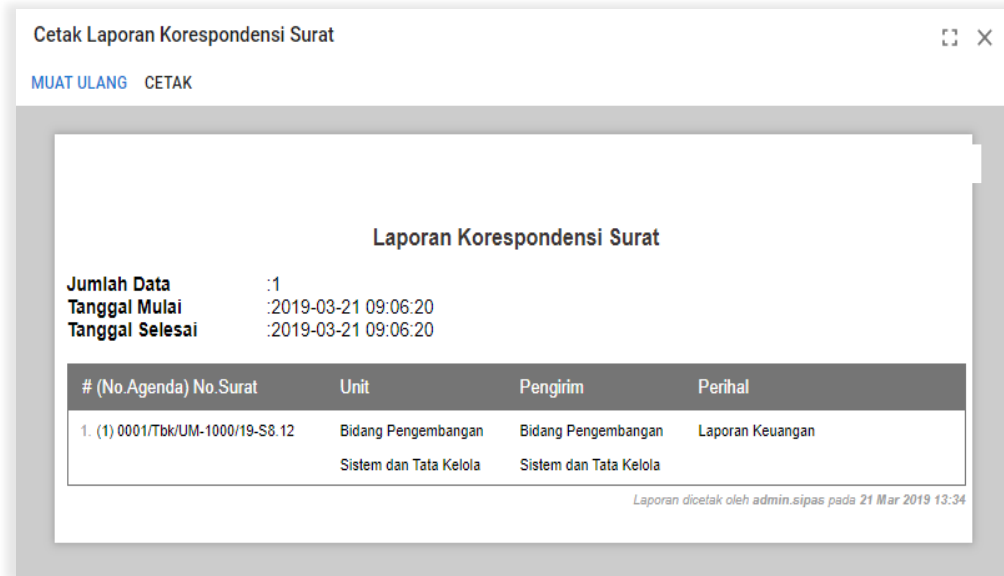 Cetak Laporan Korespondensi Surat
MUAT ULANG CETAK
Laporan Korespondensi Surat
Jumlah Data :1
Tanggal Mulai :2019-03-21 09:06:20
Tanggal Selesai :2019-03-21 09:06:20
# (No.Agenda) No.Surat Unit Pengirim Perihal
1. (1) 0001/Tbk/UM-1000/19-S8.12 Bidang Pengembangan Bidang Pengembangan Laporan Keuangan
Sistem dan Tata Kelola Sistem dan Tata Kelola
Laporan dicetak oleh admin.sipas pada 21 Mar 2019 13:34